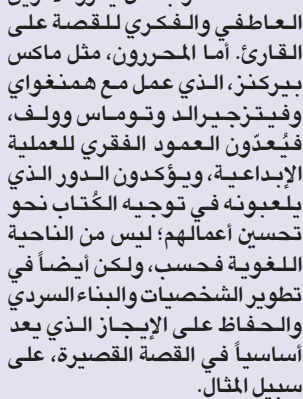 العاطفي والفكري للقصة على
القارئ. أما المحررون، مثل ماكس
بيركنز، الذي عمل مع همنغواي
وفيتزجيرالد وتوماس وولف،
فيُعدّون العمود الفقري للعملية
الإبداعية، ويؤكدون الدور الذي
يلعبونه في توجيه الكُتاب نحو
تحسين أعمالهم؛ ليس من الناحية
اللغوية فحسب، ولكن أيضاً في
تطوير الشخصيات والبناء السردي
والحفاظ على الإيجاز الذي يعد
أساسياً في القصة القصيرة، على
سبيل المثال.